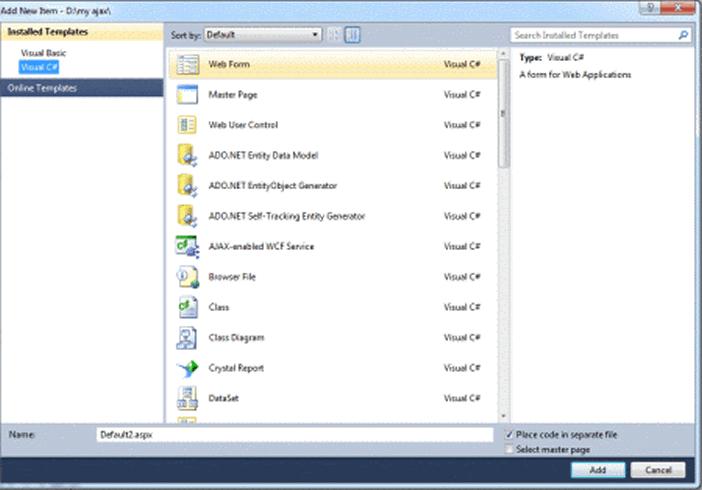 Add New Item - D:\my ajax\
Installed Templates
Visual Basic
Visual C#
Online Templates
Sort by: Default
Web Form Visual C#
Master Page Visual C#
Web User Control Visual C#
ADO.NET Entity Data Model Visual C#
ADO.NET EntityObject Generator Visual C#
ADO.NET Self-Tracking Entity Generator Visual C#
AJAX-enabled WCF Service Visual C#
Browser File Visual C#
Class Visual C#
Class Diagram Visual C#
Crystal Report Visual C#
DataSet Visual C#
Search Installed Templates
Type: Visual C#
A form for Web Applications
Name: Default2.aspx
Place code in separate file
Select master page
Add Cancel